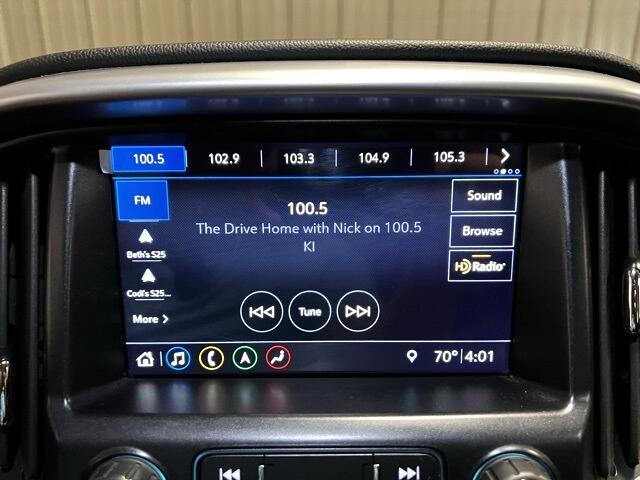 100.5 102.9 103.3 104.9 105.3
FM
100.5
The Drive Home with Nick on 100.5
KI
Sound
Browse
HD Radio
Beth's S25
Codi's S25...
More
Tune
70° 4:01